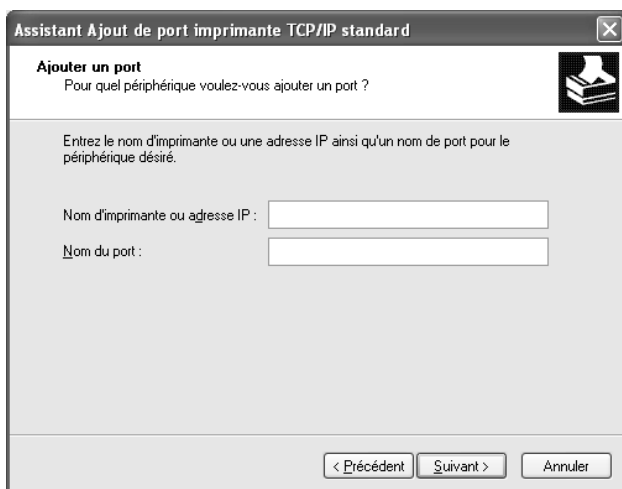 Assistant Ajout de port imprimante TCP/IP standard
Ajouter un port
Pour quel périphérique voulez-vous ajouter un port ?
Entrez le nom d'imprimante ou une adresse IP ainsi qu'un nom de port pour le
périphérique désiré.
Nom d'imprimante ou adresse IP :
Nom du port :
< Précédent Suivant > Annuler